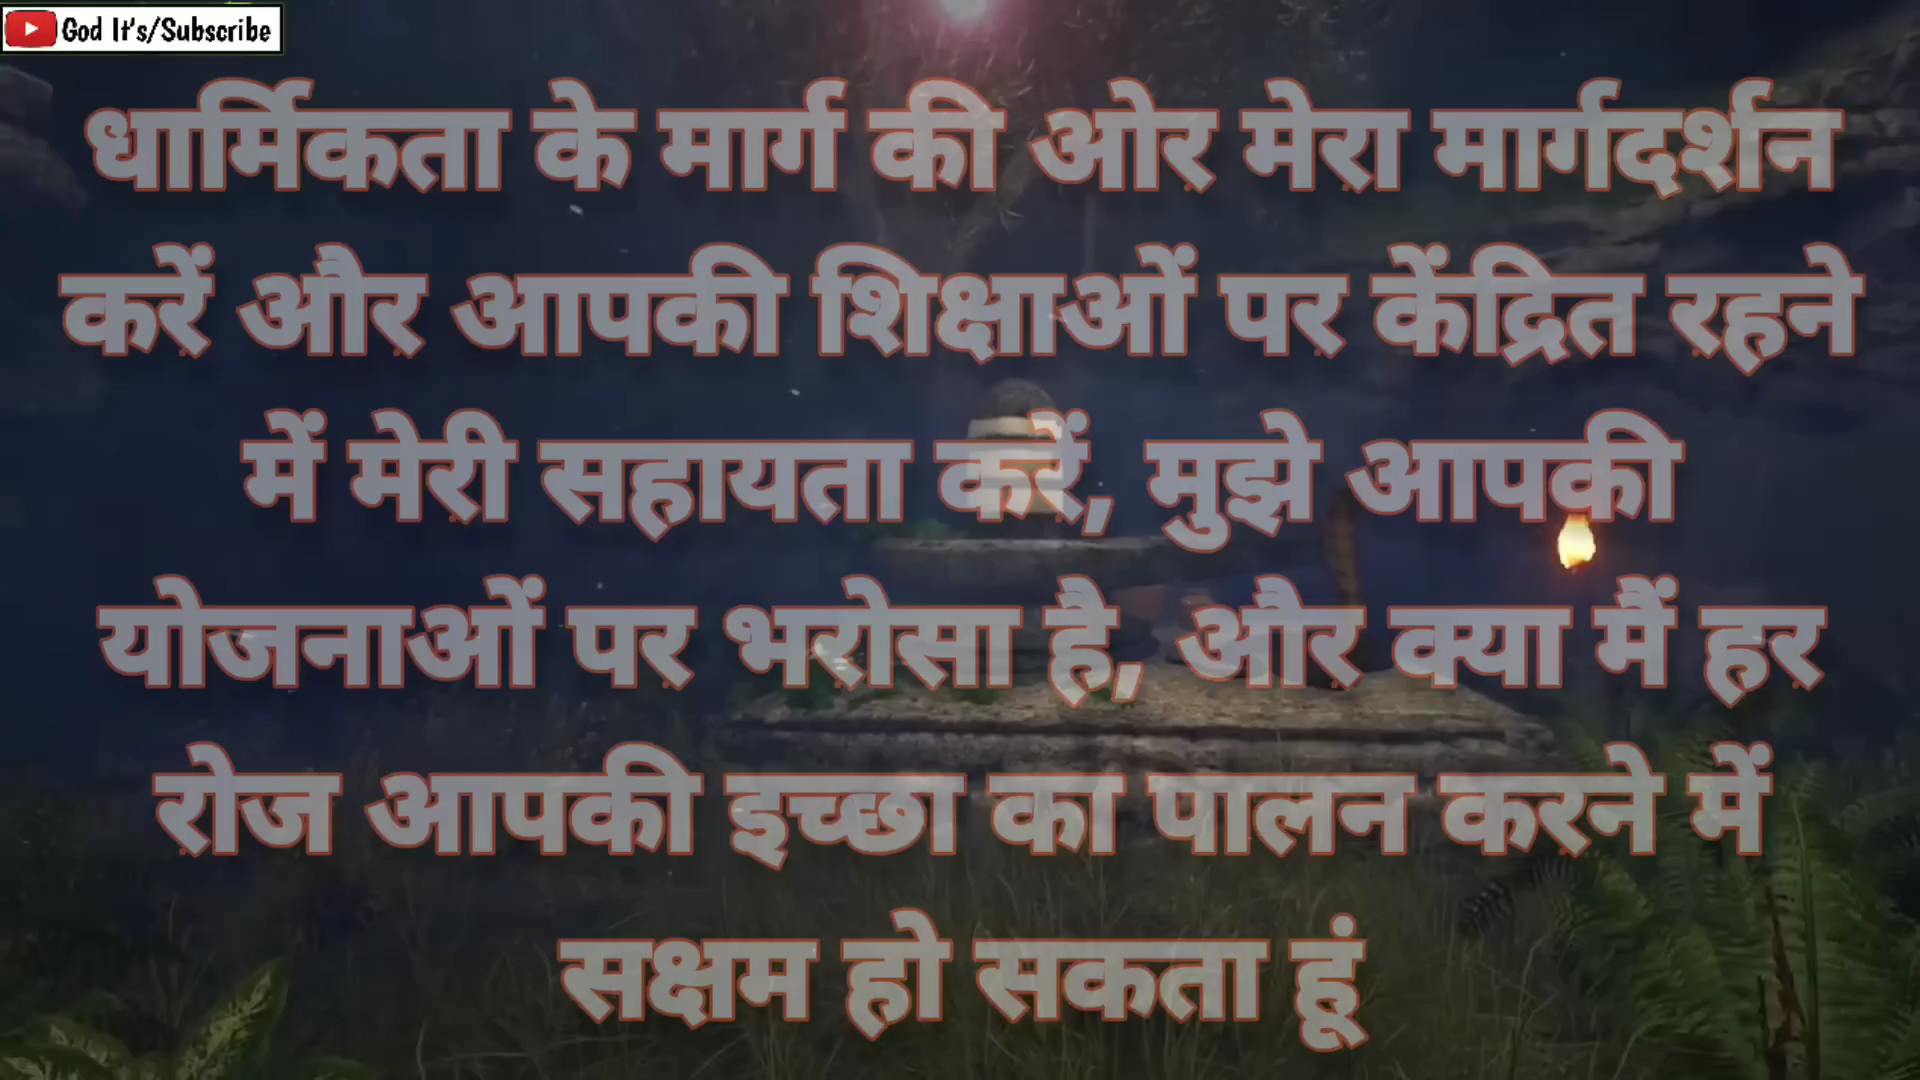 God It's/Subscribe
धार्मिकता के मार्ग की ओर मेरा मार्गदर्शन
करें और आपकी शिक्षाओं पर केंद्रित रहने
में मेरी सहायता करें, मुझे आपकी
योजनाओं पर भरोसा है, और क्या मैं हर
रोज आपकी इच्छा का पालन करने में
सक्षम हो सकता हूं